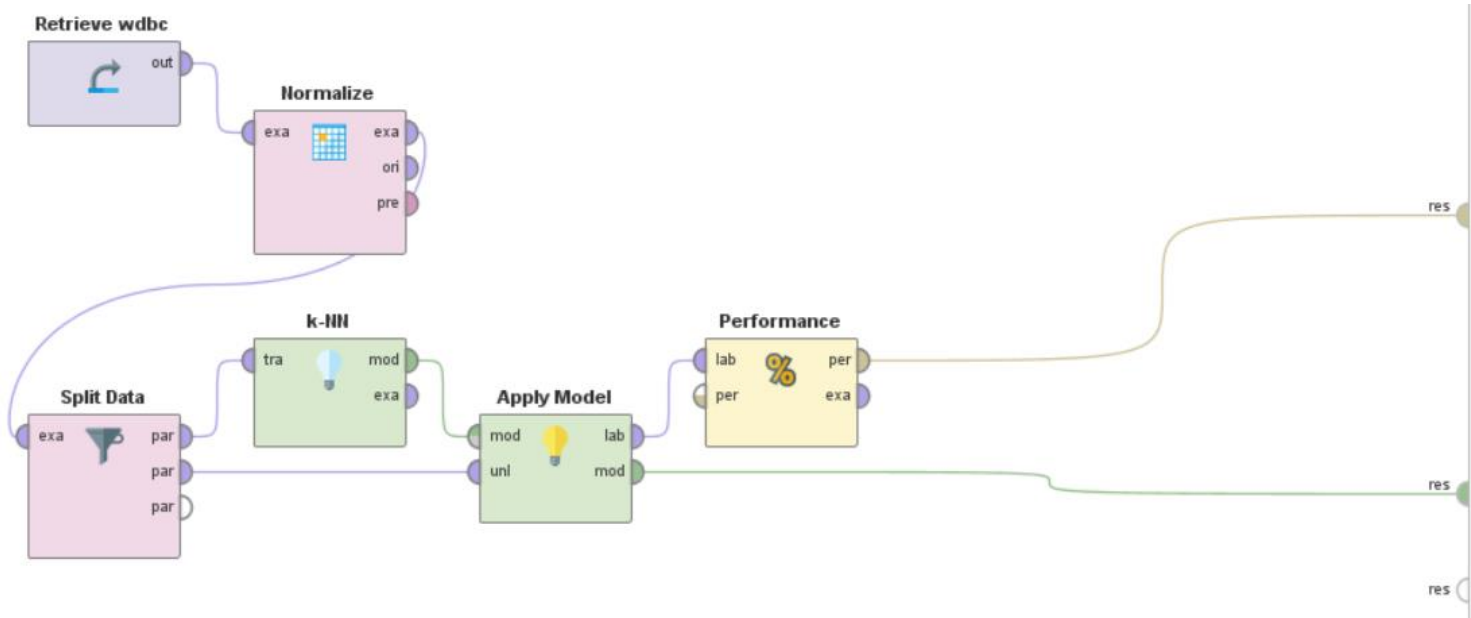 Retrieve wdbc
out
Normalize
exa exa
ori
pre
res
k-NN
tra mod
exa
Performance
lab per
per exa
Split Data
exa par
par
par
Apply Model
mod lab
unl mod
res
res